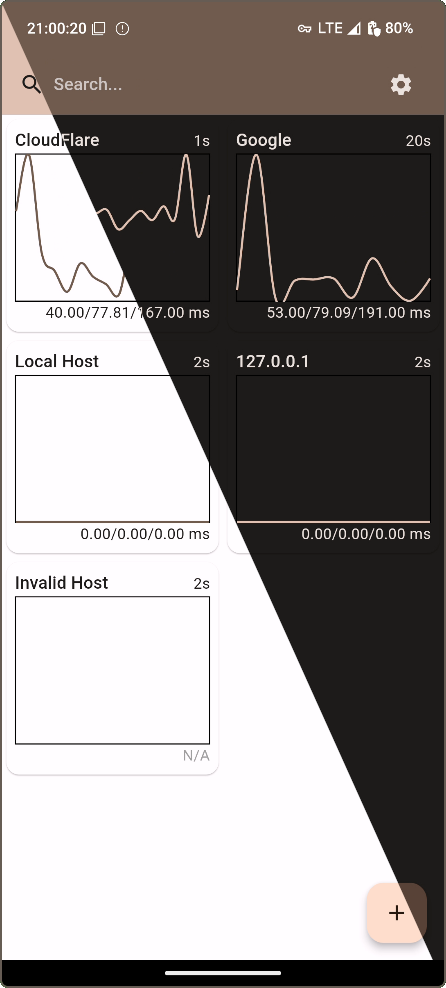 21:00:20 LTE 80%
Search...
CloudFlare 1s
40.00/77.81/167.00 ms
Google 20s
53.00/79.09/191.00 ms
Local Host 2s
0.00/0.00/0.00 ms
127.0.0.1 2s
0.00/0.00/0.00 ms
Invalid Host 2s
N/A
+